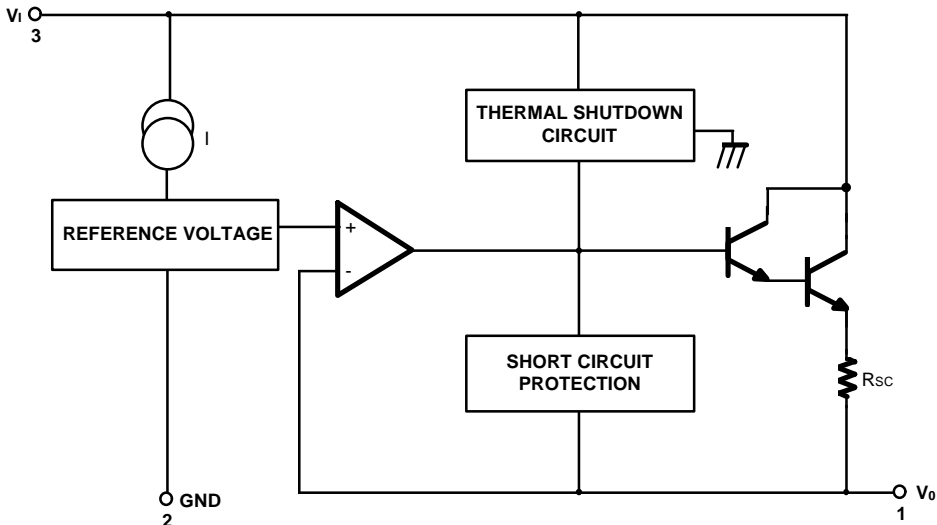 VI
3
THERMAL SHUTDOWN
CIRCUIT
I
REFERENCE VOLTAGE
+
-
SHORT CIRCUIT
PROTECTION
RSC
GND
2
V0
1